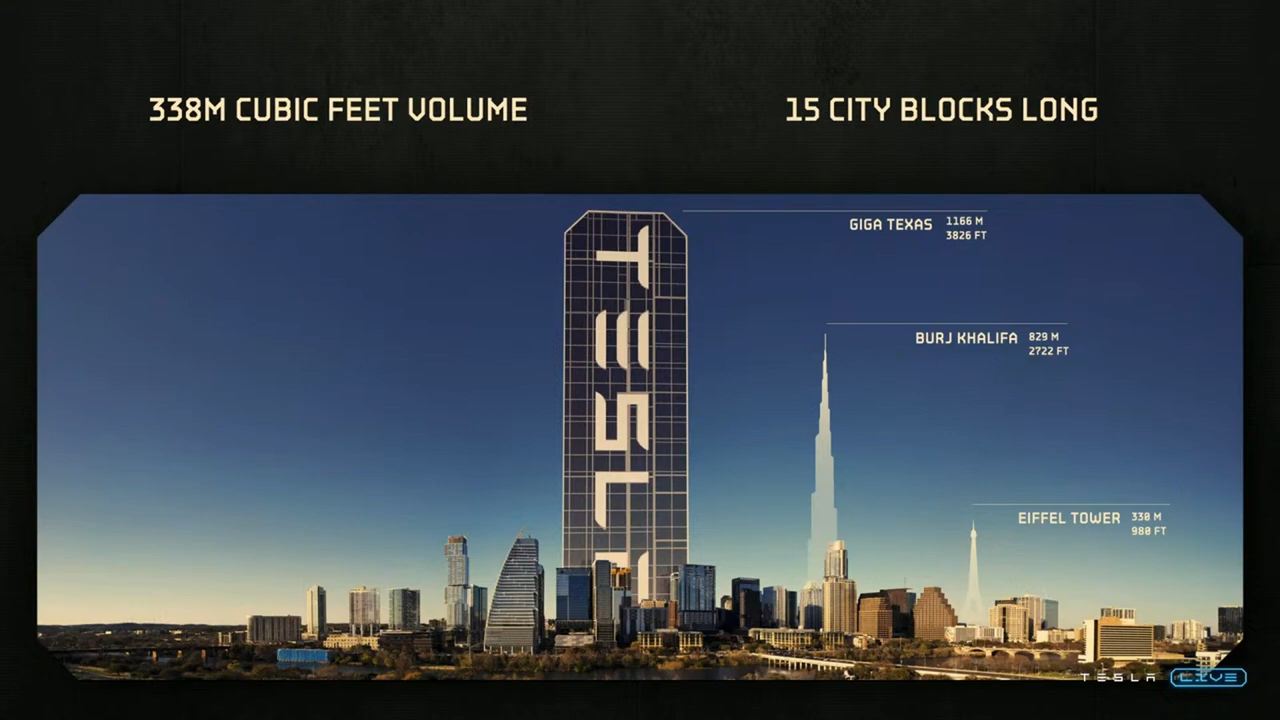 338M CUBIC FEET VOLUME
15 CITY BLOCKS LONG
TESLA
GIGA TEXAS
1166 M
3826 FT
BURJ KHALIFA
829 M
2722 FT
EIFFEL TOWER
330 M
980 FT
TESLA LIVE